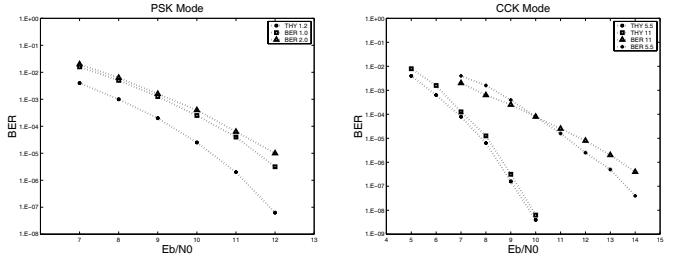 PSK Mode
1.E+00
1.E−01
1.E−02
1.E−03
1.E−04
1.E−05
1.E−06
1.E−07
1.E−08
BER
7 8 9 10 11 12 13
Eb/N0
THY 1.2
BER 1.0
BER 2.0
CCK Mode
1.E+00
1.E−01
1.E−02
1.E−03
1.E−04
1.E−05
1.E−06
1.E−07
1.E−08
1.E−09
BER
4 5 6 7 8 9 10 11 12 13 14 15
Eb/N0
THY 5.5
THY 11
BER 11
BER 5.5